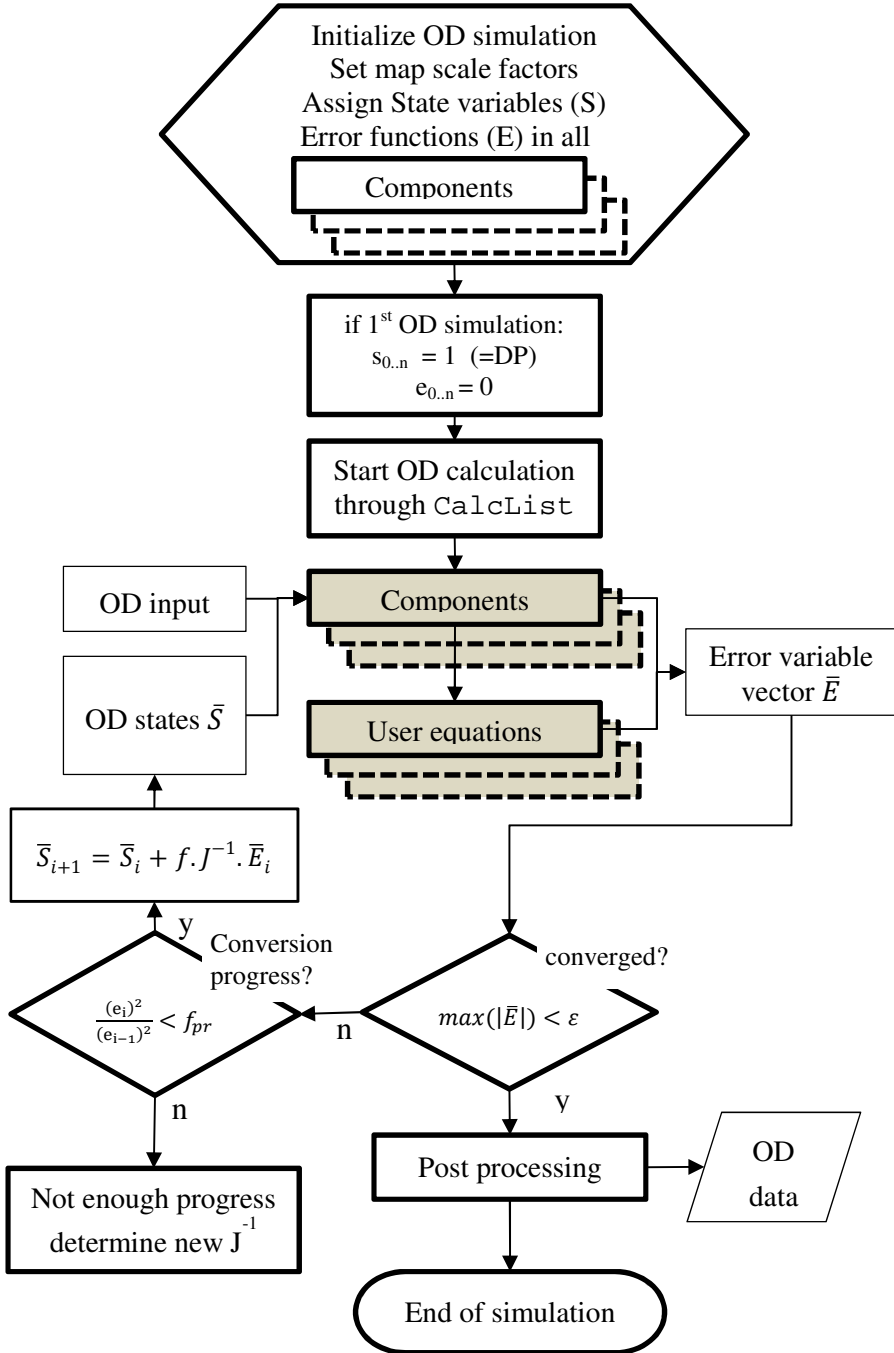 Initialize OD simulation
Set map scale factors
Assign State variables (S)
Error functions (E) in all
Components
if 1st OD simulation:
s0..n = 1 (=DP)
e0..n = 0
Start OD calculation
through CalcList
OD input
Components
OD states S̄
Error variable
vector Ē
User equations
S̄i+1 = S̄i + f.J⁻¹.Ēi
y
Conversion
progress?
(ei)² / (ei−1)² < fpr
n
converged?
max(|Ē|) < ε
n
y
Not enough progress
determine new J-1
Post processing
OD
data
End of simulation